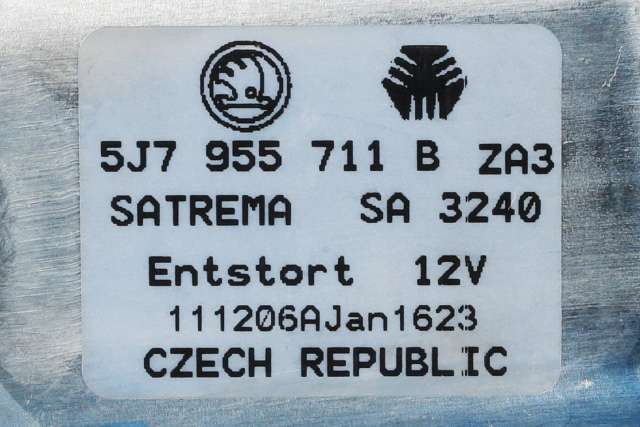 5J7 955 711 B ZA3
SATREMA SA 3240
Entstort 12V
111206AJan1623
CZECH REPUBLIC